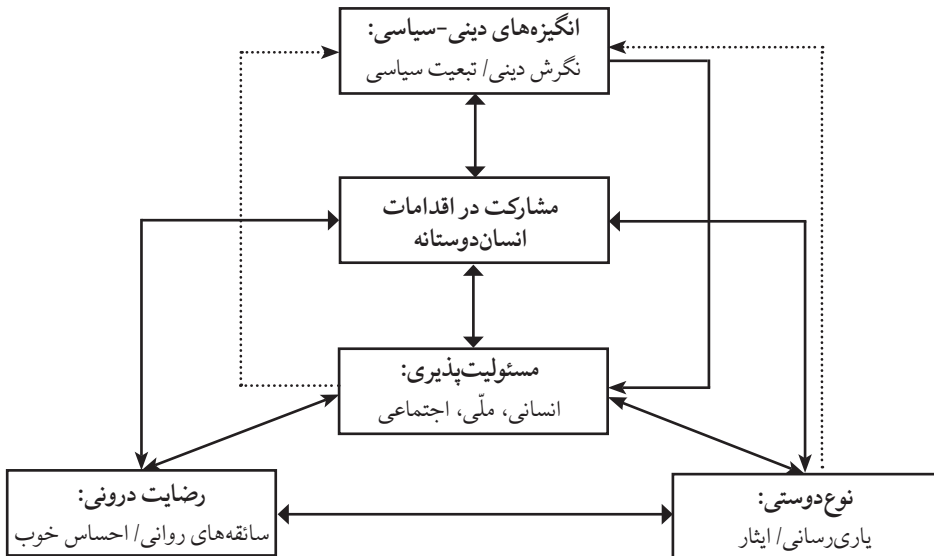 انگیزه‌های دینی-سیاسی:
نگرش دینی/ تبعیت سیاسی
مشارکت در اقدامات
انسان‌دوستانه
مسئولیت‌پذیری:
انسانی، ملّی، اجتماعی
رضایت درونی:
سائقه‌های روانی/ احساس خوب
نوع‌دوستی:
یاری‌رسانی/ ایثار